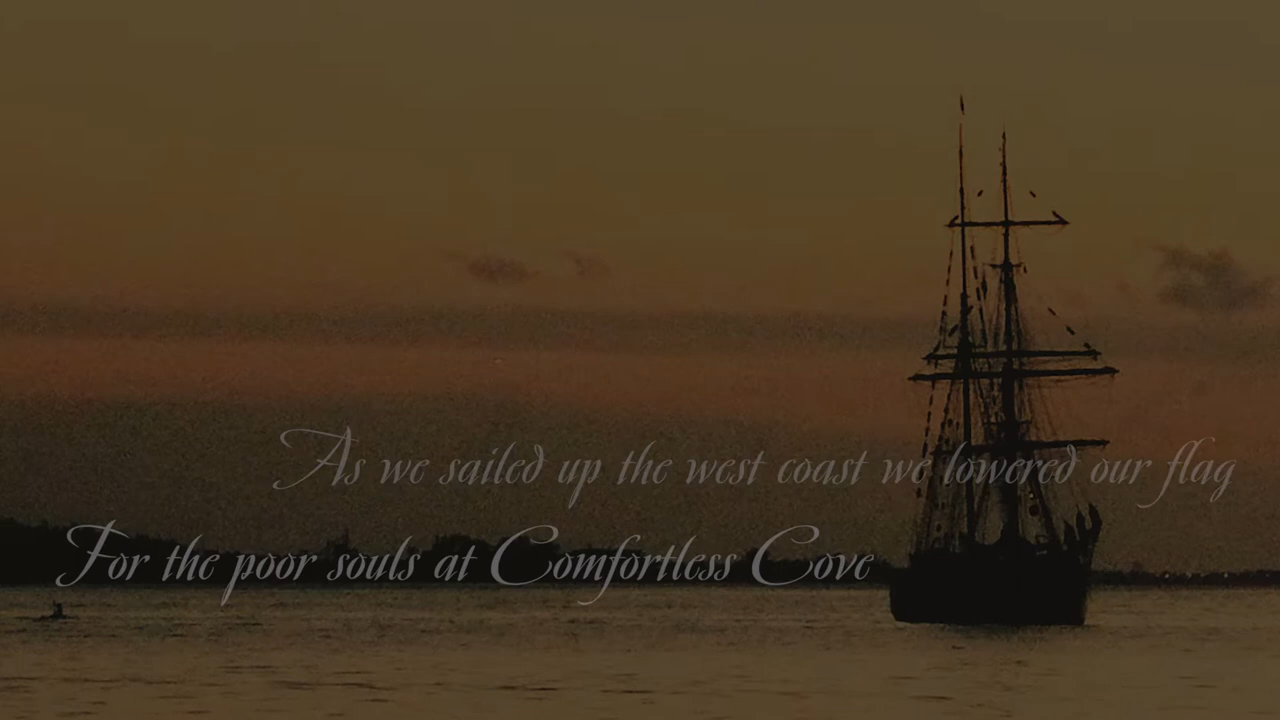 As we sailed up the west coast we lowered our flag
For the poor souls at Comfortless Cove